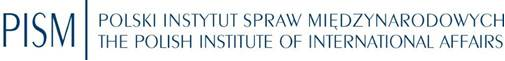 PISM
POLSKI INSTYTUT SPRAW MIĘDZYNARODOWYCH
THE POLISH INSTITUTE OF INTERNATIONAL AFFAIRS